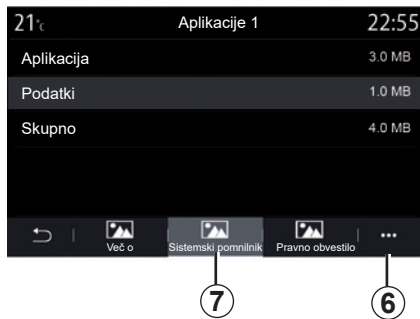 21°c Aplikacije 1 22:55
Aplikacija 3.0 MB
Podatki 1.0 MB
Skupno 4.0 MB
Več o Sistemski pomnilnik Pravno obvestilo ...
7 6